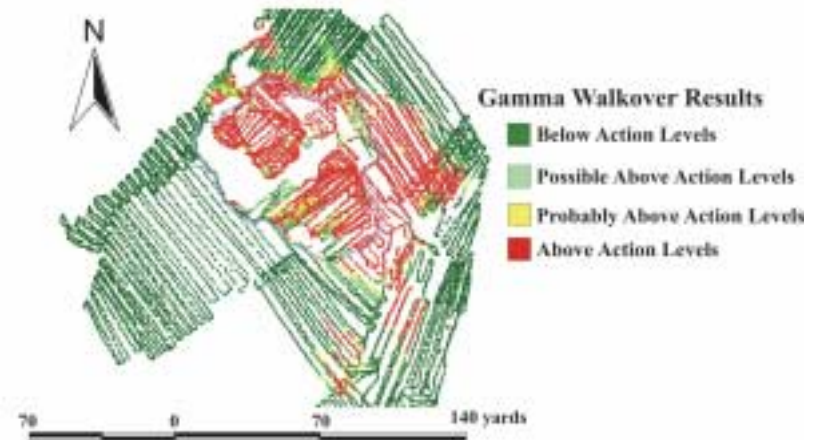 N
Gamma Walkover Results
Below Action Levels
Possible Above Action Levels
Probably Above Action Levels
Above Action Levels
70 0 70 140 yards